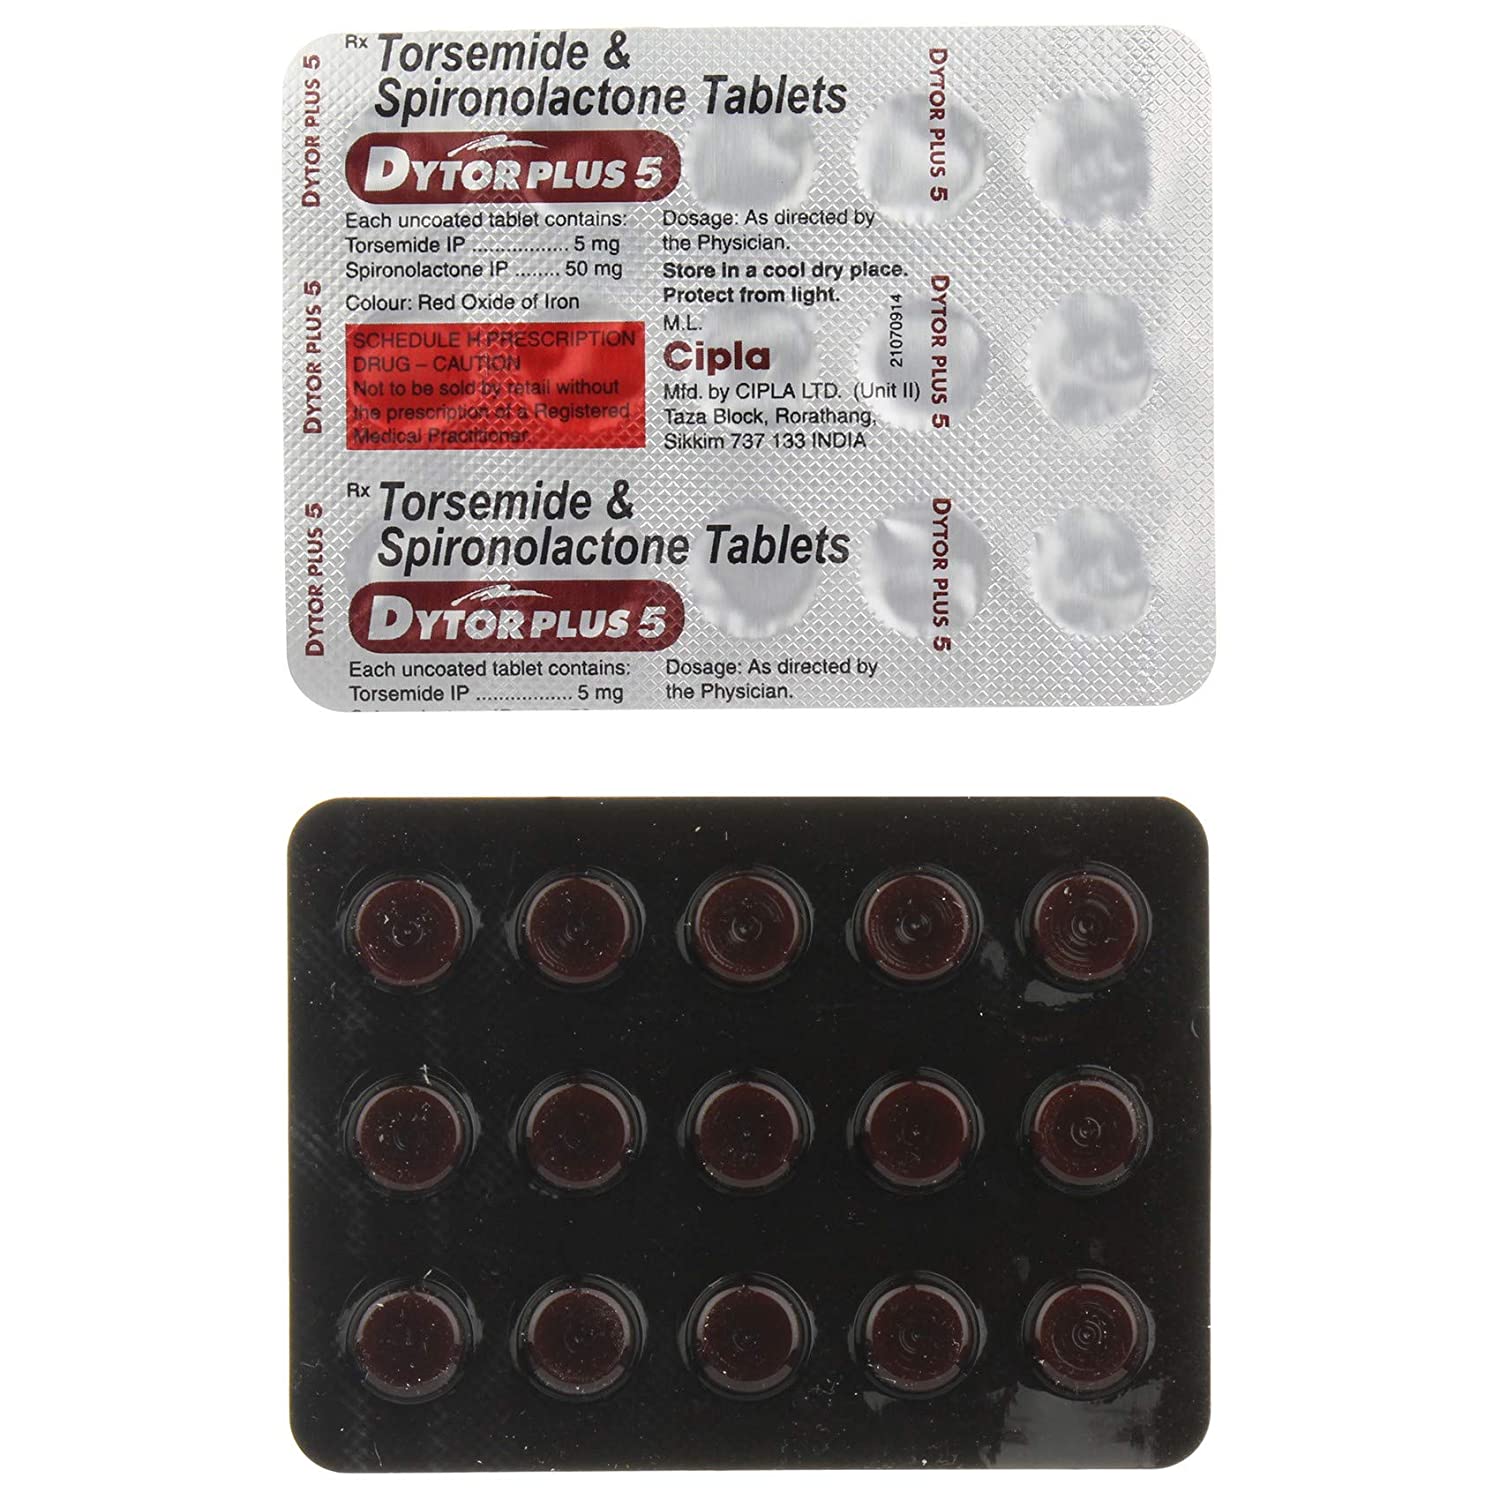 Rx Torsemide &
Spironolactone Tablets
DYTOR PLUS 5
Each uncoated tablet contains:
Torsemide IP ................. 5 mg
Spironolactone IP ........ 50 mg
Colour: Red Oxide of Iron
SCHEDULE H PRESCRIPTION
DRUG – CAUTION
Not to be sold by retail without
the prescription of a Registered
Medical Practitioner.
Dosage: As directed by
the Physician.
Store in a cool dry place.
Protect from light.
M.L.
Cipla
Mfd. by CIPLA LTD. (Unit II)
Taza Block, Rorathang,
Sikkim 737 133 INDIA
21070914
Rx Torsemide &
Spironolactone Tablets
DYTOR PLUS 5
Each uncoated tablet contains:
Torsemide IP ................. 5 mg
Dosage: As directed by
the Physician.
DYTOR PLUS 5
DYTOR PLUS 5
DYTOR PLUS 5
DYTOR PLUS 5
DYTOR PLUS 5
DYTOR PLUS 5